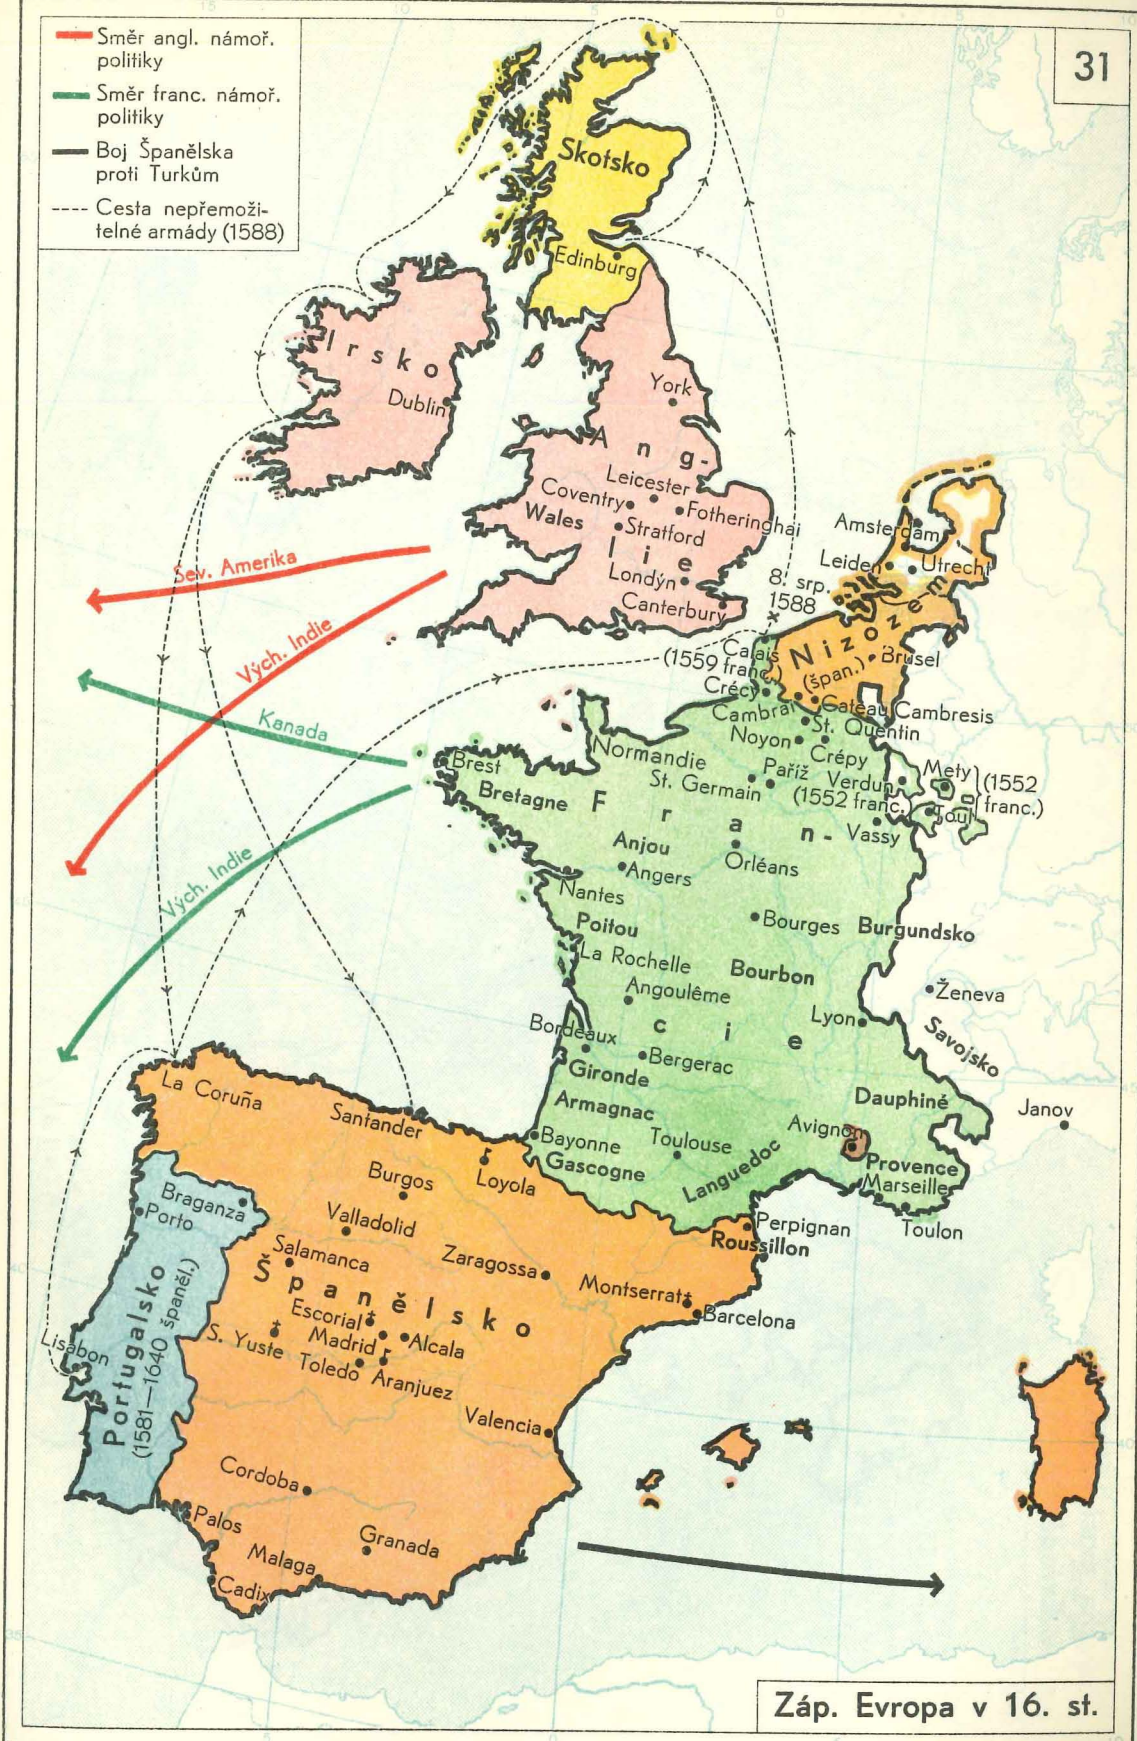 Směr angl. námoř.
politiky
Směr franc. námoř.
politiky
Boj Španělska
proti Turkům
Cesta nepřemoži-
telné armády (1588)
31
Skotsko
Edinburg
Irsko
Dublin
York
Ang-
Leicester
Coventry
Fotheringhai
Wales
Stratford
lie
Londýn
Canterbury
Amsterdam
Leiden
Utrecht
8. srp.
1588
Nizozemí
(špan.)
Brusel
Sev. Amerika
Vých. Indie
Kanada
Vých. Indie
Calais
(1559 franc.)
Crécy
Cambrai
Cateau Cambresis
St. Quentin
Noyon
Crépy
Normandie
Paříž
St. Germain
Verdun
(1552 franc.)
Mety
Toul
(1552
franc.)
Vassy
Brest
Bretagne
Fran-
Anjou
Angers
Orléans
Nantes
Poitou
Bourges
Burgundsko
La Rochelle
Bourbon
Angoulême
Ženeva
Lyon
Savojsko
cie
Bordeaux
Bergerac
Gironde
Armagnac
Dauphiné
Janov
Avignon
Bayonne
Toulouse
Gascogne
Languedoc
Provence
Marseille
Toulon
Perpignan
Roussillon
La Coruña
Santander
Loyola
Burgos
Braganza
Porto
Valladolid
Salamanca
Zaragossa
Montserrat
Barcelona
Španělsko
Escorial
Madrid
Alcala
S. Yuste
Toledo
Aranjuez
Lisabon
Portugalsko
(1581—1640 španěl.)
Valencia
Cordoba
Palos
Granada
Malaga
Cadix
Záp. Evropa v 16. st.